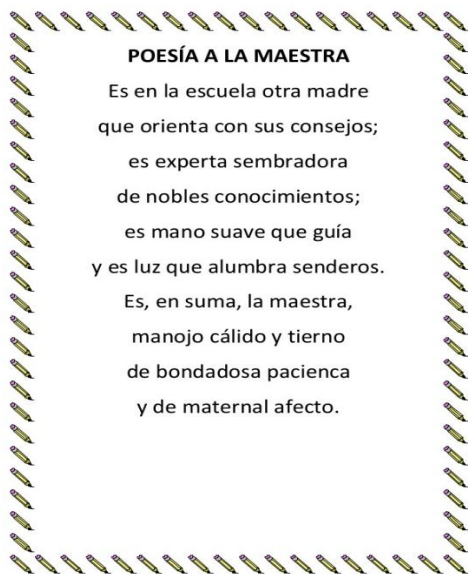 POESÍA A LA MAESTRA
Es en la escuela otra madre
que orienta con sus consejos;
es experta sembradora
de nobles conocimientos;
es mano suave que guía
y es luz que alumbra senderos.
Es, en suma, la maestra,
manojo cálido y tierno
de bondadosa pacienca
y de maternal afecto.